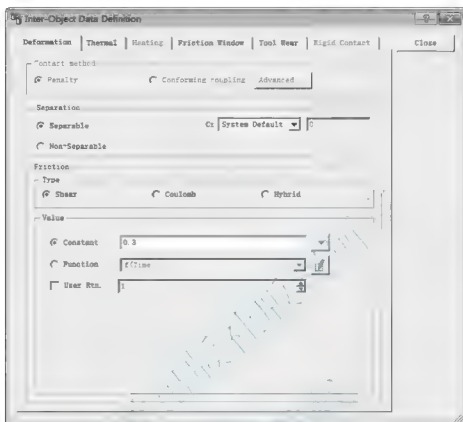 Inter-Object Data Definition
Deformation Thermal Heating Friction Window Tool Wear Rigid Contact Close
Contact method
Penalty Conforming coupling Advanced
Separation
Separable C: System Default 0
Non-Separable
Friction
Type
Shear Coulomb Hybrid
Value
Constant 0.3
Function f(Time
User Rtn. 1